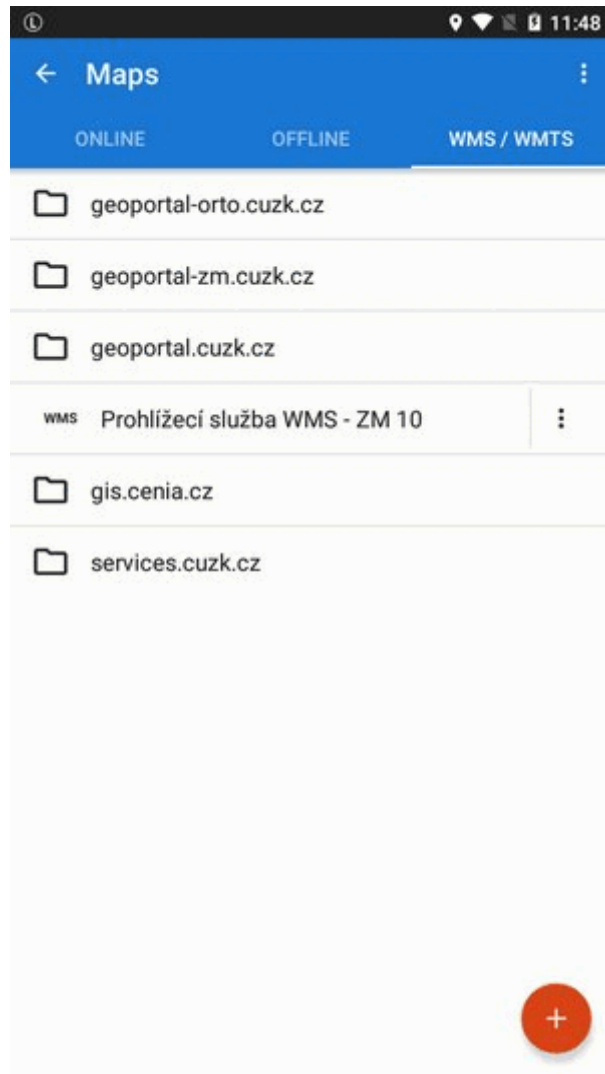 11:48
Maps
ONLINE OFFLINE WMS / WMTS
geoportal-orto.cuzk.cz
geoportal-zm.cuzk.cz
geoportal.cuzk.cz
WMS Prohlížecí služba WMS - ZM 10
gis.cenia.cz
services.cuzk.cz